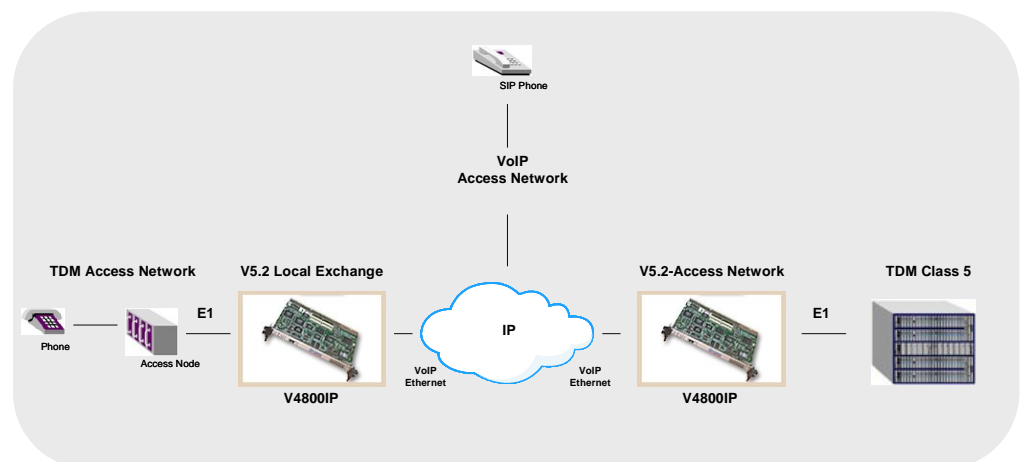 SIP Phone
VoIP
Access Network
TDM Access Network
V5.2 Local Exchange
V5.2-Access Network
TDM Class 5
E1
E1
IP
Phone
Access Node
VoIP
Ethernet
VoIP
Ethernet
V4800IP
V4800IP